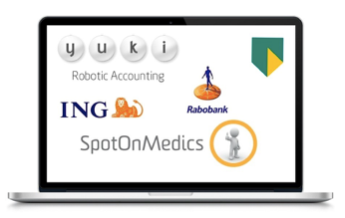 yuki
Robotic Accounting
ING
Rabobank
SpotOnMedics